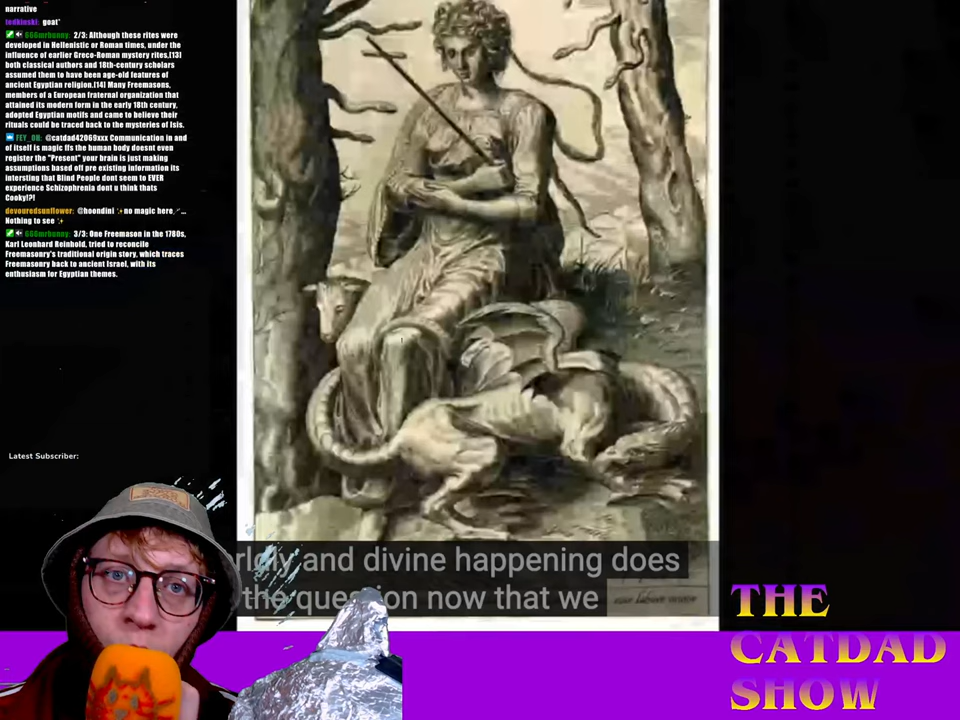 narrative
tedkinski: goat*
666mrbunny: 2/3: Although these rites were
developed in Hellenistic or Roman times, under the
influence of earlier Greco-Roman mystery rites,[13]
both classical authors and 18th-century scholars
assumed them to have been age-old features of
ancient Egyptian religion.[14] Many Freemasons,
members of a European fraternal organization that
attained its modern form in the early 18th century,
adopted Egyptian motifs and came to believe their
rituals could be traced back to the mysteries of Isis.
FEY_OH: @catdad42069xxx Communication in and
of itself is magic ffs the human body doesnt even
register the "Present" your brain is just making
assumptions based off pre existing information its
intersting that Blind People dont seem to EVER
experience Schizophrenia dont u think thats
Cooky!?!
devouredsunflower: @hoondini ✨no magic here,
Nothing to see ✨
666mrbunny: 3/3: One Freemason in the 1780s,
Karl Leonhard Reinhold, tried to reconcile
Freemasonry's traditional origin story, which traces
Freemasonry back to ancient Israel, with its
enthusiasm for Egyptian themes.
Latest Subscriber:
and divine happening does
the question now that we
THE
CATDAD
SHOW